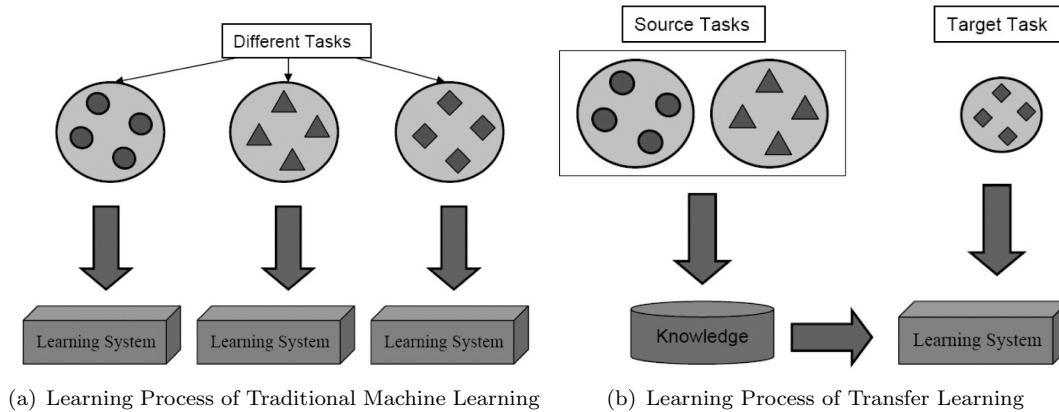 Different Tasks
Learning System
Learning System
Learning System
(a) Learning Process of Traditional Machine Learning
Source Tasks
Target Task
Knowledge
Learning System
(b) Learning Process of Transfer Learning